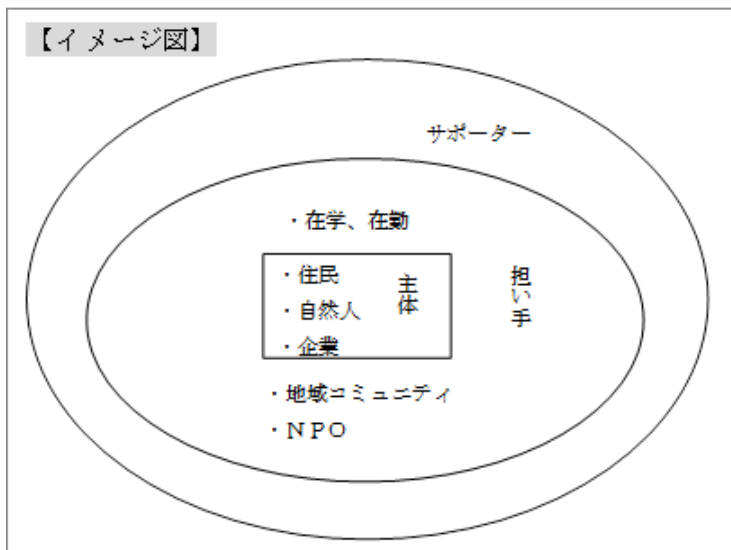 【イメージ図】
サポーター
・在学、在勤
・住民
・自然人
・企業
主体
担い手
・地域コミュニティ
・ＮＰＯ